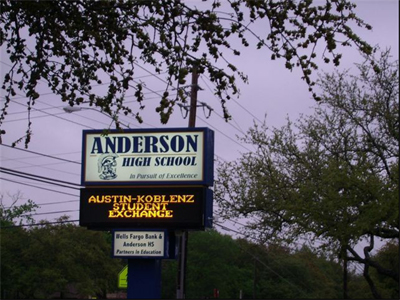 ANDERSON
HIGH SCHOOL
In Pursuit of Excellence
AUSTIN-KOBLENZ
STUDENT
EXCHANGE
Wells Fargo Bank &
Anderson HS
Partners in Education